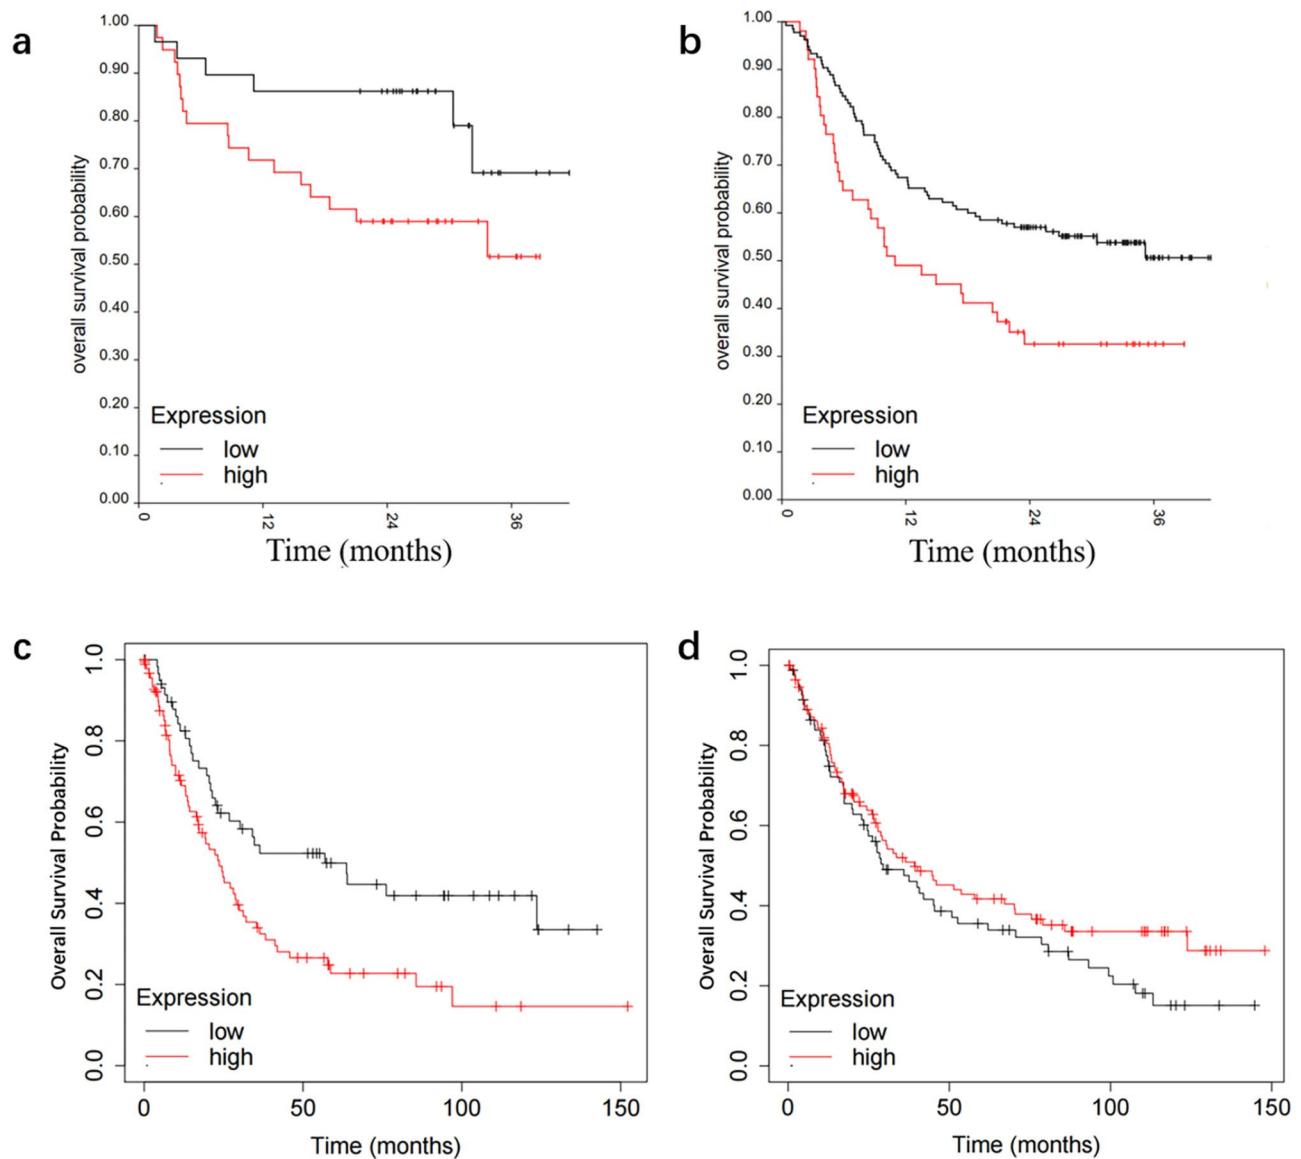 a
1.00
0.90
0.80
0.70
0.60
0.50
0.40
0.30
0.20
0.10
0.00
overall survival probability
Expression
low
high
0 12 24 36
Time (months)
b
1.00
0.90
0.80
0.70
0.60
0.50
0.40
0.30
0.20
0.10
0.00
overall survival probability
Expression
low
high
0 12 24 36
Time (months)
c
1.0
0.8
0.6
0.4
0.2
0.0
Overall Survival Probability
Expression
low
high
0 50 100 150
Time (months)
d
1.0
0.8
0.6
0.4
0.2
0.0
Overall Survival Probability
Expression
low
high
0 50 100 150
Time (months)